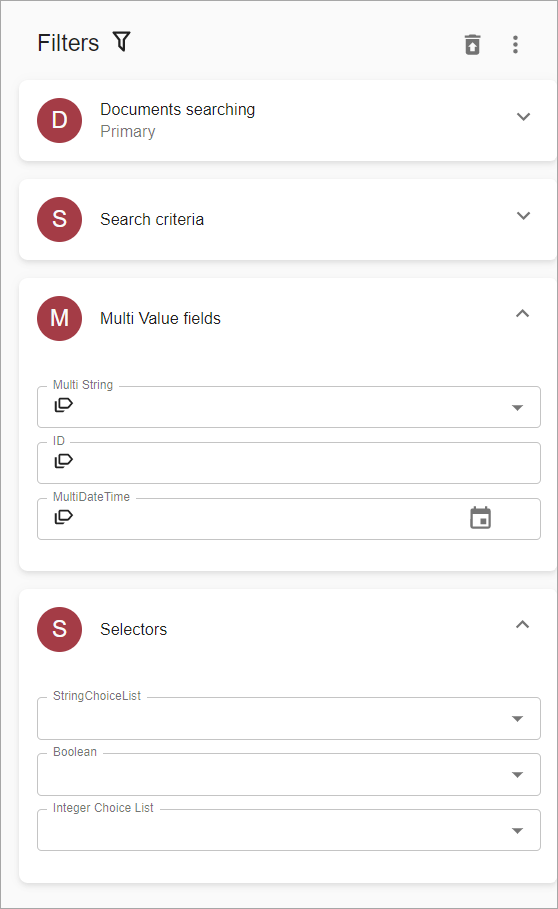 Filters
D
Documents searching
Primary
S
Search criteria
M
Multi Value fields
Multi String
ID
MultiDateTime
S
Selectors
StringChoiceList
Boolean
Integer Choice List